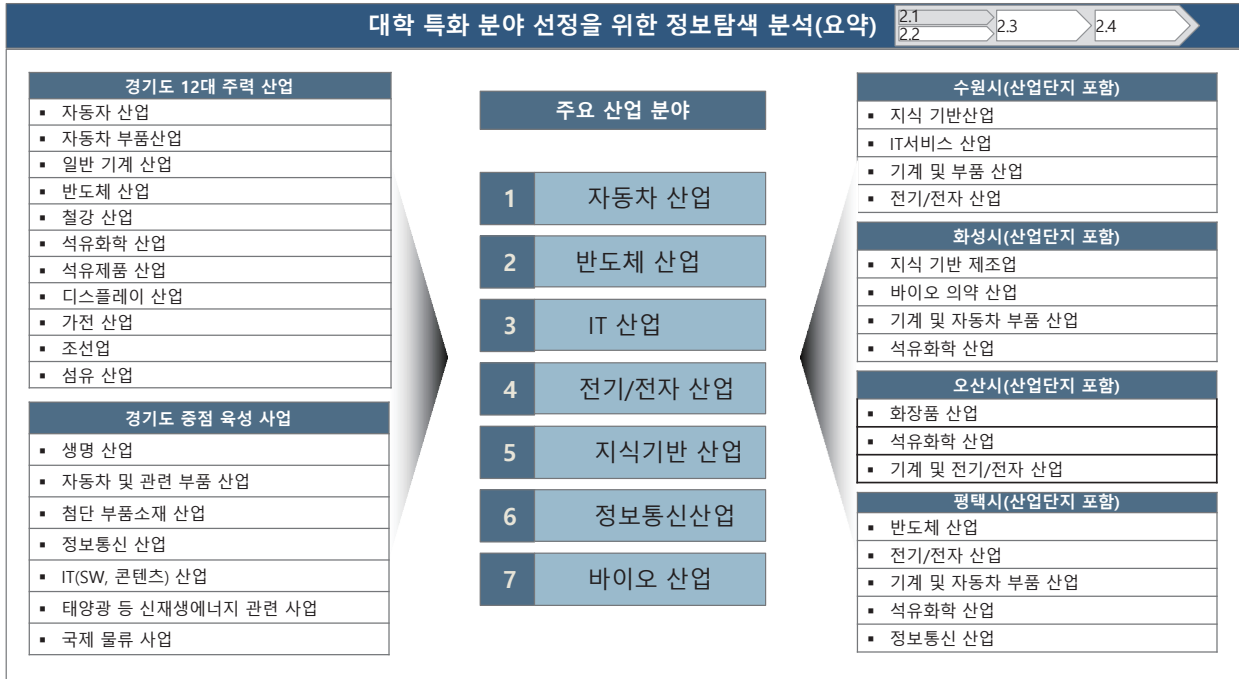 대학 특화 분야 선정을 위한 정보탐색 분석(요약)
2.1
2.2
2.3
2.4
경기도 12대 주력 산업
▪ 자동자 산업
▪ 자동차 부품산업
▪ 일반 기계 산업
▪ 반도체 산업
▪ 철강 산업
▪ 석유화학 산업
▪ 석유제품 산업
▪ 디스플레이 산업
▪ 가전 산업
▪ 조선업
▪ 섬유 산업
경기도 중점 육성 사업
▪ 생명 산업
▪ 자동차 및 관련 부품 산업
▪ 첨단 부품소재 산업
▪ 정보통신 산업
▪ IT(SW, 콘텐츠) 산업
▪ 태양광 등 신재생에너지 관련 사업
▪ 국제 물류 사업
주요 산업 분야
1 자동차 산업
2 반도체 산업
3 IT 산업
4 전기/전자 산업
5 지식기반 산업
6 정보통신산업
7 바이오 산업
수원시(산업단지 포함)
▪ 지식 기반산업
▪ IT서비스 산업
▪ 기계 및 부품 산업
▪ 전기/전자 산업
화성시(산업단지 포함)
▪ 지식 기반 제조업
▪ 바이오 의약 산업
▪ 기계 및 자동차 부품 산업
▪ 석유화학 산업
오산시(산업단지 포함)
▪ 화장품 산업
▪ 석유화학 산업
▪ 기계 및 전기/전자 산업
평택시(산업단지 포함)
▪ 반도체 산업
▪ 전기/전자 산업
▪ 기계 및 자동차 부품 산업
▪ 석유화학 산업
▪ 정보통신 산업